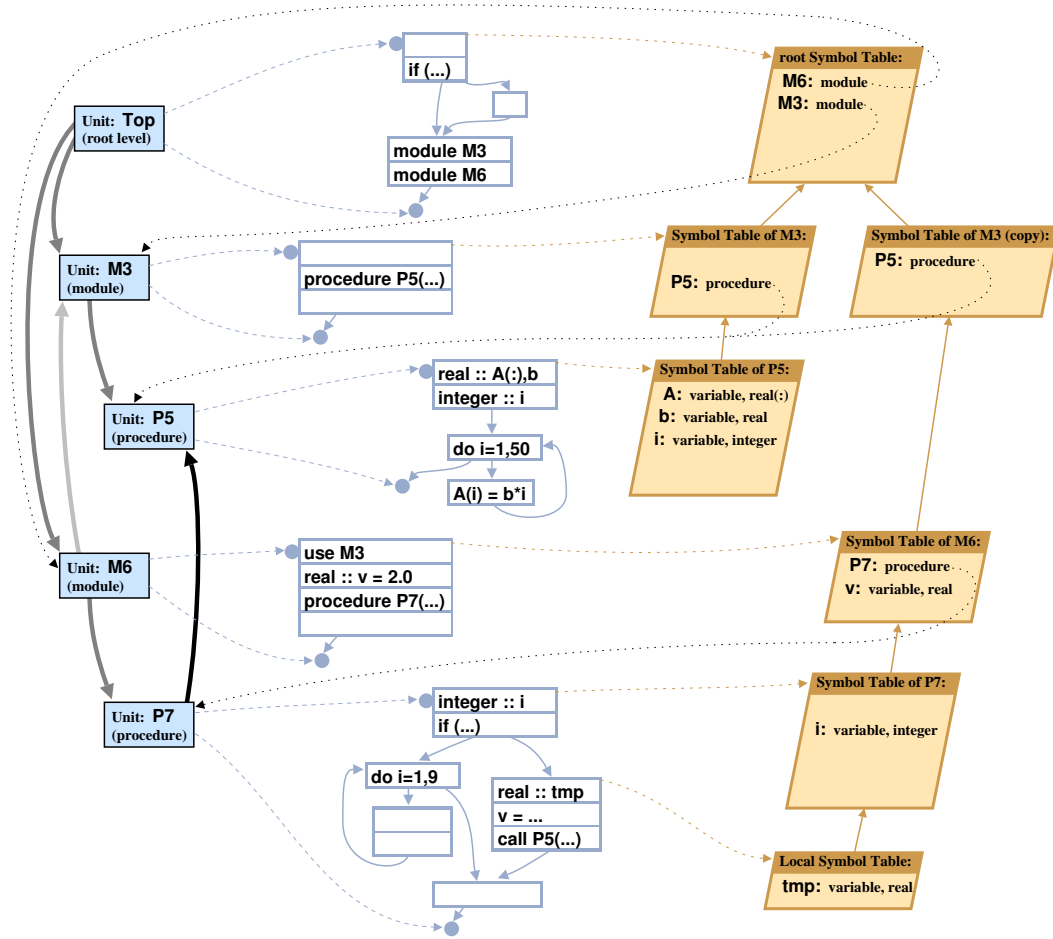 Unit: Top
(root level)
if (...)
module M3
module M6
root Symbol Table:
M6: module
M3: module
Unit: M3
(module)
procedure P5(...)
Symbol Table of M3:
P5: procedure
Symbol Table of M3 (copy):
P5: procedure
Unit: P5
(procedure)
real :: A(:),b
integer :: i
do i=1,50
A(i) = b*i
Symbol Table of P5:
A: variable, real(:)
b: variable, real
i: variable, integer
Unit: M6
(module)
use M3
real :: v = 2.0
procedure P7(...)
Symbol Table of M6:
P7: procedure
v: variable, real
Unit: P7
(procedure)
integer :: i
if (...)
do i=1,9
real :: tmp
v = ...
call P5(...)
Symbol Table of P7:
i: variable, integer
Local Symbol Table:
tmp: variable, real